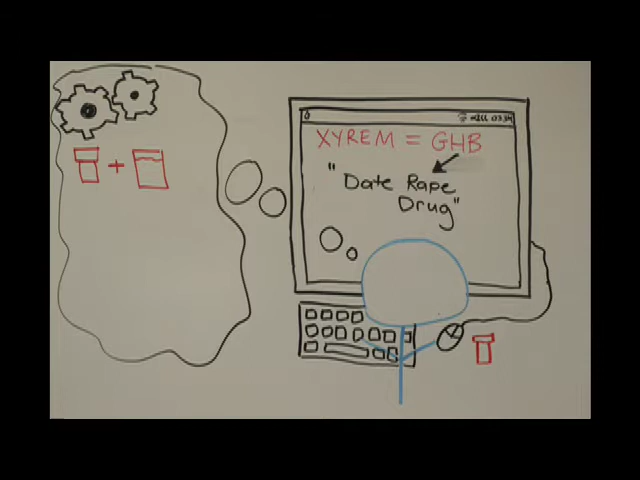 XYREM = GHB
"Date Rape
Drug"